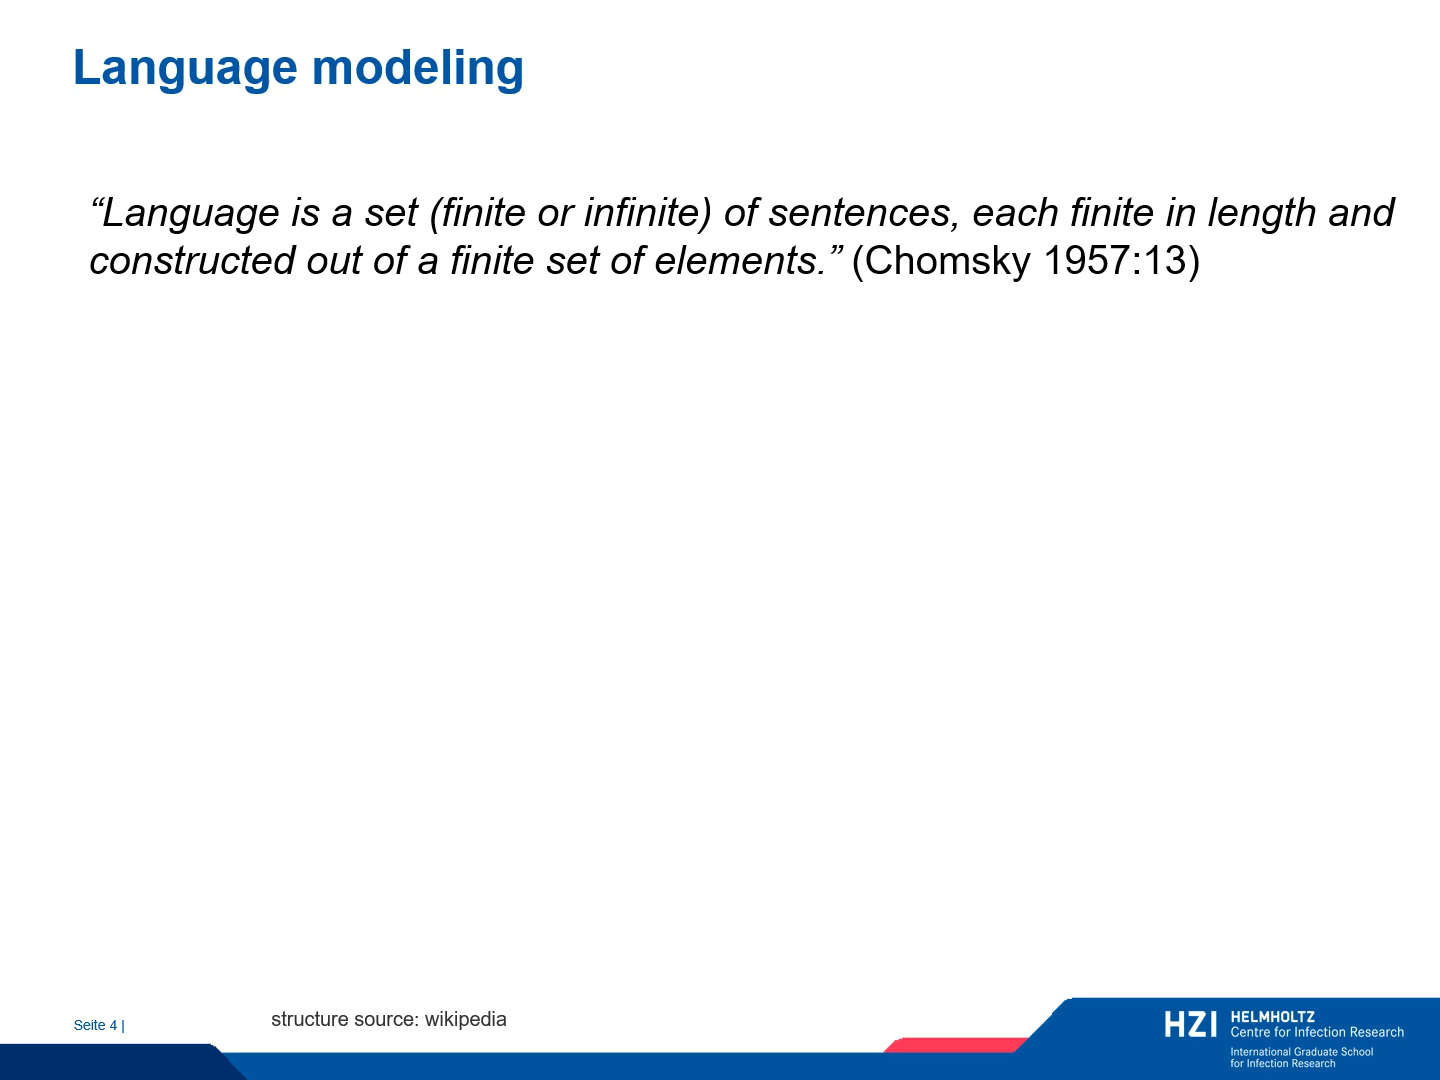 Language modeling
“Language is a set (finite or infinite) of sentences, each finite in length and
constructed out of a finite set of elements.” (Chomsky 1957:13)
structure source: wikipedia
Seite 4 |
HZI HELMHOLTZ
Centre for Infection Research
International Graduate School
for Infection Research